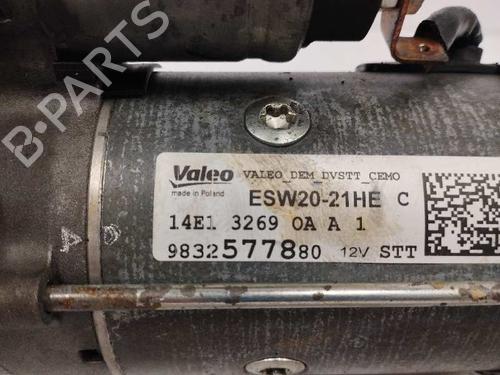 B-PARTS
Valeo VALEO_DEM_DVSTT_CEMO
made in Poland
ESW20-21HE C
14E1 3269 0A A 1
9832577880 12V STT